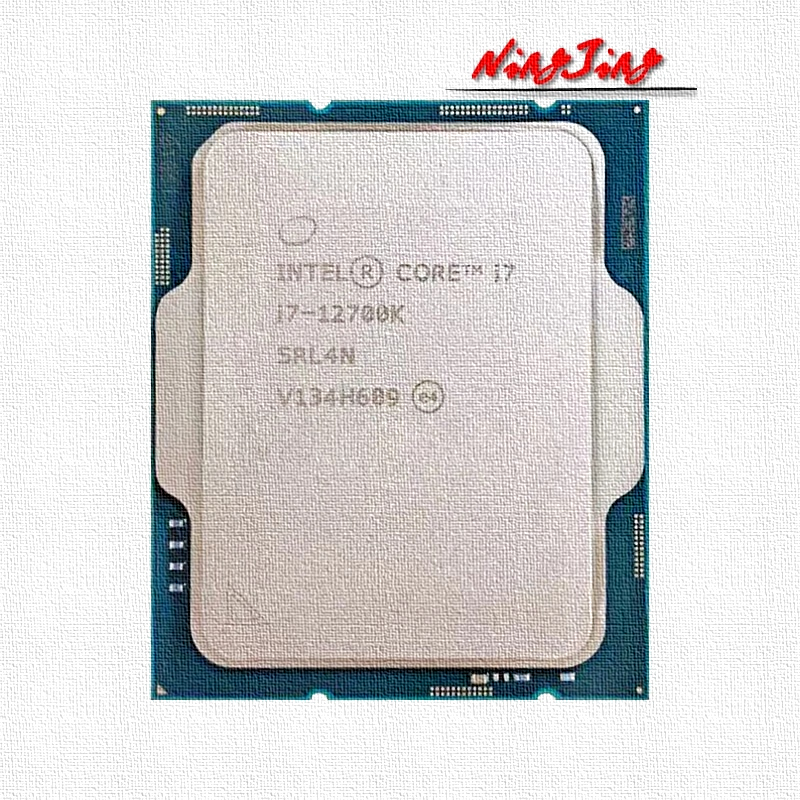 NingJing
INTEL® CORE™ i7
i7-12700K
SRL4N
V134H609 e4